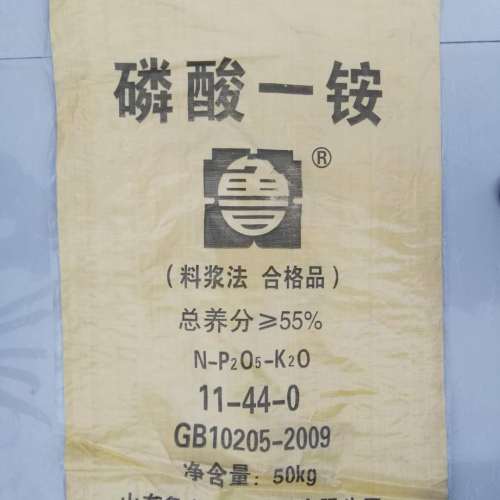 磷酸一铵
鲁
®
（料浆法 合格品）
总养分≥55%
N-P₂O₅-K₂O
11-44-0
GB10205-2009
净含量：50kg